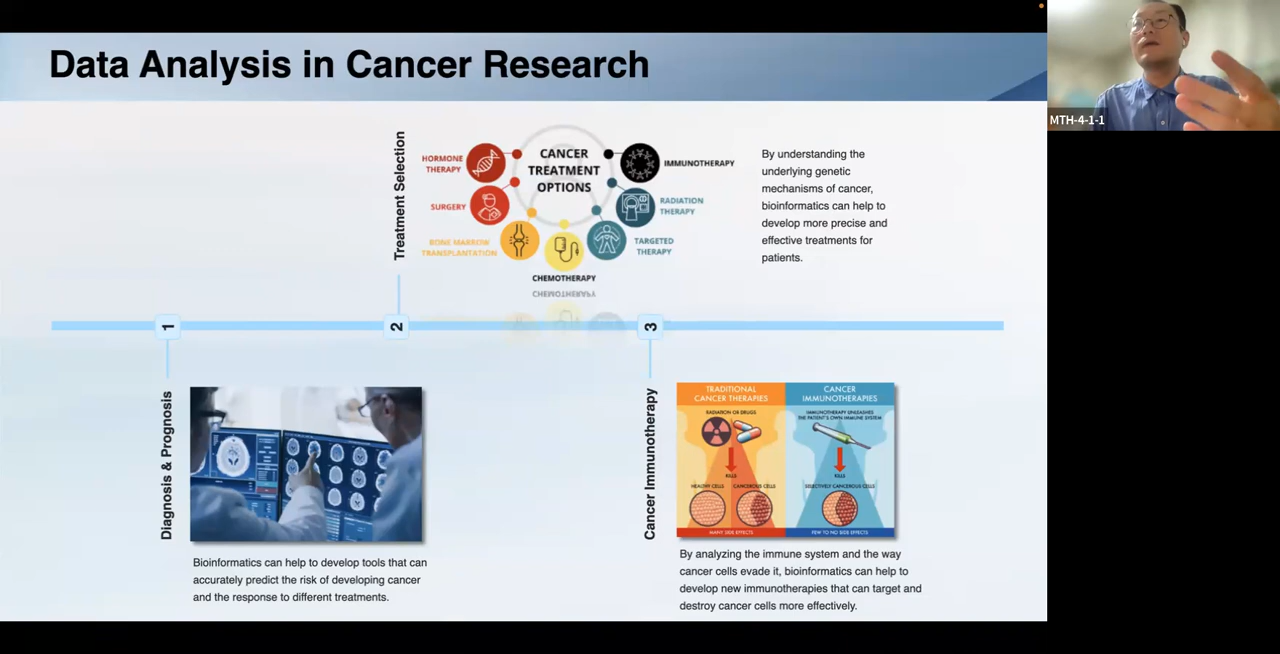 Data Analysis in Cancer Research
MTH-4-1-1
Treatment Selection
CANCER
TREATMENT
OPTIONS
HORMONE
THERAPY
SURGERY
BONE MARROW
TRANSPLANTATION
CHEMOTHERAPY
CHEMOTHERAPY
TARGETED
THERAPY
RADIATION
THERAPY
IMMUNOTHERAPY
By understanding the
underlying genetic
mechanisms of cancer,
bioinformatics can help to
develop more precise and
effective treatments for
patients.
1
2
3
Diagnosis & Prognosis
Bioinformatics can help to develop tools that can
accurately predict the risk of developing cancer
and the response to different treatments.
Cancer Immunotherapy
TRADITIONAL
CANCER THERAPIES
RADIATION OR DRUGS
KILLS
HEALTHY CELLS
CANCEROUS CELLS
MANY SIDE EFFECTS
CANCER
IMMUNOTHERAPIES
IMMUNOTHERAPY UNLEASHES
THE PATIENT'S OWN IMMUNE SYSTEM
KILLS
SELECTIVELY CANCEROUS CELLS
FEW TO NO SIDE EFFECTS
By analyzing the immune system and the way
cancer cells evade it, bioinformatics can help to
develop new immunotherapies that can target and
destroy cancer cells more effectively.